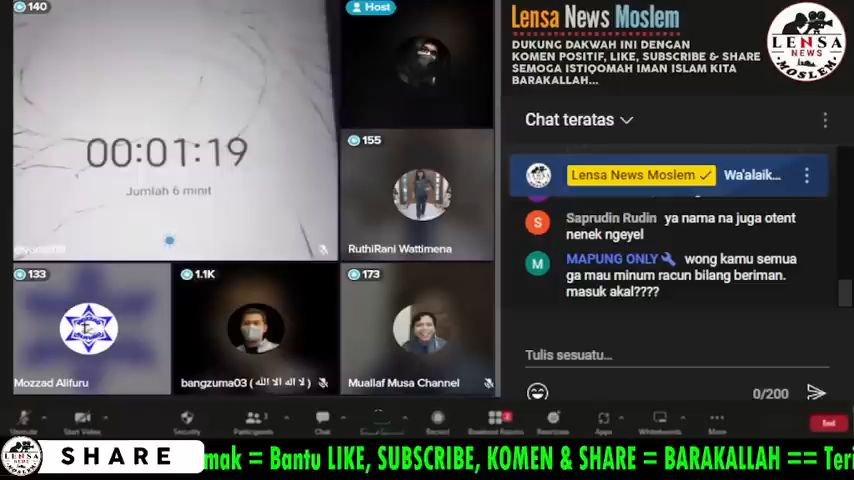 140
00:01:19
Jumlah 6 minit
Host
155
RuthiRani Wattimena
133
Mozzad Alifuru
1.1K
bangzuma03 ( لا اله الا الله )
173
Muallaf Musa Channel
Lensa News Moslem
DUKUNG DAKWAH INI DENGAN
KOMEN POSITIF, LIKE, SUBSCRIBE & SHARE
SEMOGA ISTIQOMAH IMAN ISLAM KITA
BARAKALLAH...
LENSA
NEWS
MOSLEM
Chat teratas
Lensa News Moslem Wa'alaik...
S
Saprudin Rudin ya nama na juga otent
nenek ngeyel
M
MAPUNG ONLY wong kamu semua
ga mau minum racun bilang beriman.
masuk akal????
Tulis sesuatu...
0/200
Unmute
Start Video
Security
Participants
Chat
Record
Breakout Rooms
Reactions
Apps
Whiteboards
More
End
SHARE
mak = Bantu LIKE, SUBSCRIBE, KOMEN & SHARE = BARAKALLAH == Teri